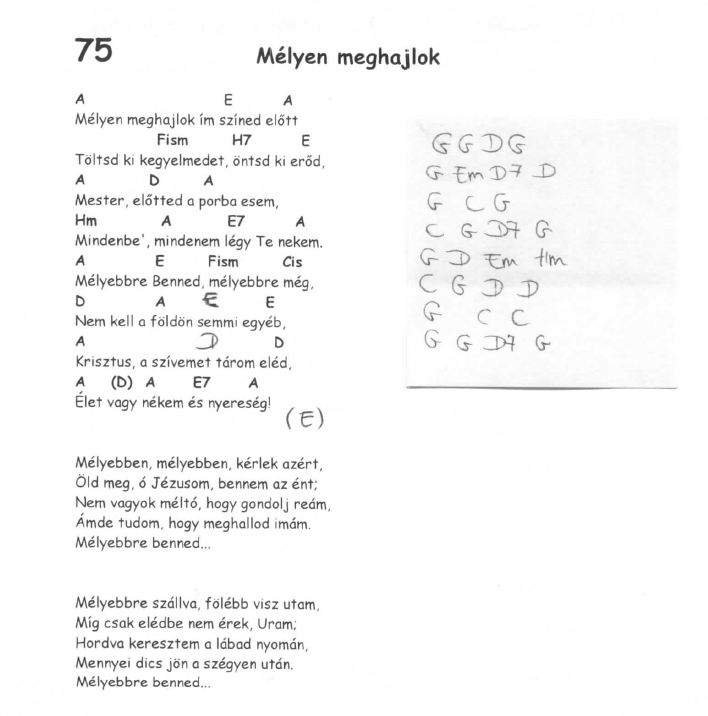 75 Mélyen meghajlok
A E A
Mélyen meghajlok ím színed előtt
Fism H7 E
Töltsd ki kegyelmedet, öntsd ki erőd,
A D A
Mester, előtted a porba esem,
Hm A E7 A
Mindenbe', mindenem légy Te nekem.
A E Fism Cis
Mélyebbre Benned, mélyebbre még,
D A E E
Nem kell a földön semmi egyéb,
A D D
Krisztus, a szívemet tárom eléd,
A (D) A E7 A
Élet vagy nékem és nyereség!
(E)
Mélyebben, mélyebben, kérlek azért,
Öld meg, ó Jézusom, bennem az ént;
Nem vagyok méltó, hogy gondolj reám,
Ámde tudom, hogy meghallod imám.
Mélyebbre benned...
Mélyebbre szállva, fölébb visz utam,
Míg csak elédbe nem érek, Uram;
Hordva keresztem a lábad nyomán,
Mennyei dics jön a szégyen után.
Mélyebbre benned...
G G D G
G Em D7 D
G C G
C G D7 G
G D Em Hm
C G D D
G C C
G G D7 G